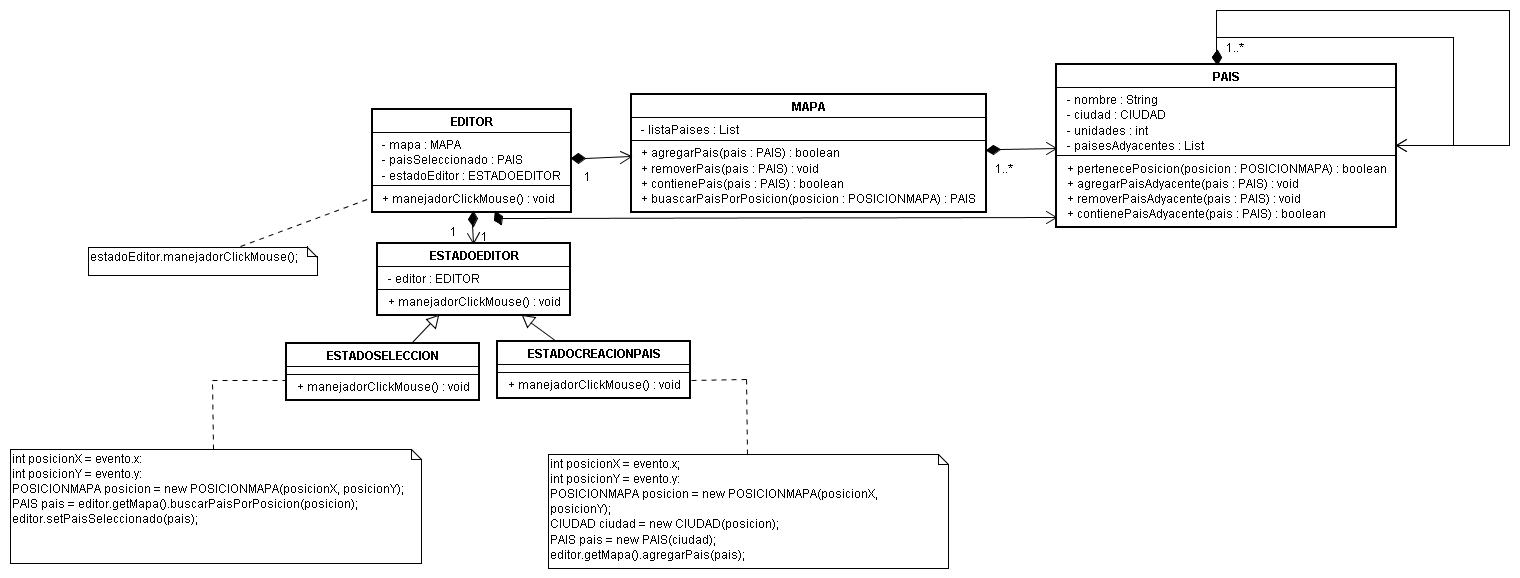 1..*
PAIS
- nombre : String
- ciudad : CIUDAD
- unidades : int
- paisesAdyacentes : List
+ pertenecePosicion(posicion : POSICIONMAPA) : boolean
+ agregarPaisAdyacente(pais : PAIS) : void
+ removerPaisAdyacente(pais : PAIS) : void
+ contienePaisAdyacente(pais : PAIS) : boolean
MAPA
- listaPaises : List
+ agregarPais(pais : PAIS) : boolean
+ removerPais(pais : PAIS) : void
+ contienePais(pais : PAIS) : boolean
+ buascarPaisPorPosicion(posicion : POSICIONMAPA) : PAIS
1..*
EDITOR
- mapa : MAPA
- paisSeleccionado : PAIS
- estadoEditor : ESTADOEDITOR
+ manejadorClickMouse() : void
1
1
1
estadoEditor.manejadorClickMouse();
ESTADOEDITOR
- editor : EDITOR
+ manejadorClickMouse() : void
ESTADOSELECCION
+ manejadorClickMouse() : void
ESTADOCREACIONPAIS
+ manejadorClickMouse() : void
int posicionX = evento.x:
int posicionY = evento.y:
POSICIONMAPA posicion = new POSICIONMAPA(posicionX, posicionY);
PAIS pais = editor.getMapa().buscarPaisPorPosicion(posicion);
editor.setPaisSeleccionado(pais);
int posicionX = evento.x;
int posicionY = evento.y:
POSICIONMAPA posicion = new POSICIONMAPA(posicionX,
posicionY);
CIUDAD ciudad = new CIUDAD(posicion);
PAIS pais = new PAIS(ciudad);
editor.getMapa().agregarPais(pais);